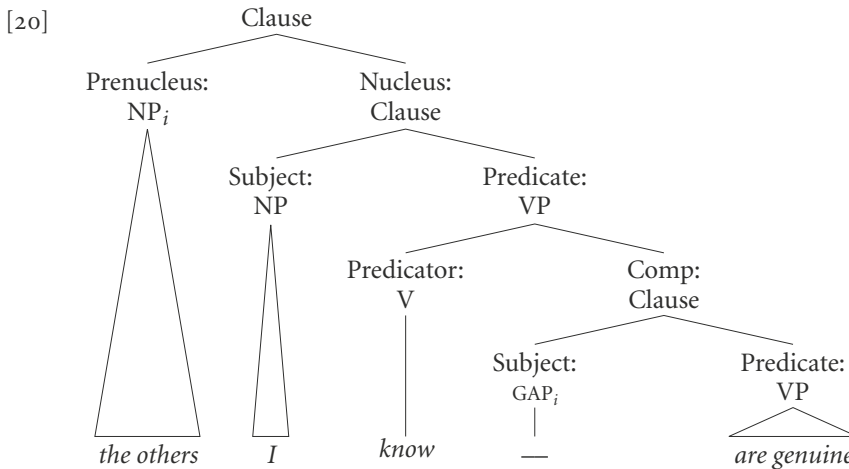 [20]
Clause
Prenucleus: Nucleus:
NPi Clause
Subject: Predicate:
NP VP
Predicator: Comp:
V Clause
Subject: Predicate:
GAPi VP
the others I know — are genuine